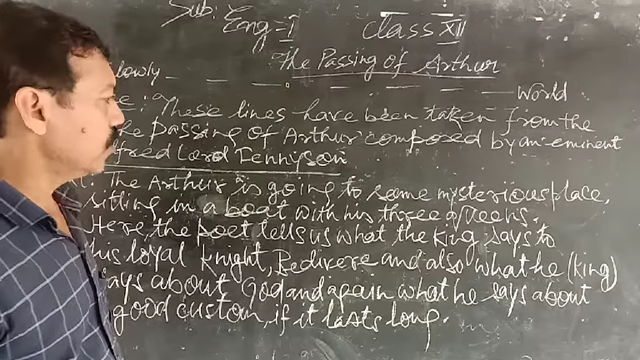 Sub: Eng-I Class XII
The Passing of Arthur
lowly - — — — — — — — World
e: These lines have been taken from the
e passing of Arthur composed by an eminent
lfred Lord Tennyson
. The Arthur is going to some mysterious place,
sitting in a boat with his three queens.
Here, the poet tells us what the king says to
his loyal knight, Bedivere and also what he (king)
says about God and again what he says about
good custom, if it lasts long.